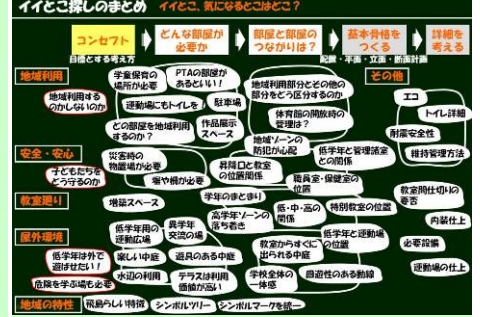 イイとこ探しのまとめ イイとこ、気になるとこはどこ?
コンセプト
どんな部屋が
必要か
部屋と部屋の
つながりは?
基本骨格を
つくる
詳細を
考える
目標とする考え方
配置・平面・立面・断面計画
地域利用
その他
地域利用する
のかしないのか
学童保育の
場所が必要
PTAの部屋が
あるといい!
運動場にもトイレを!
駐車場
どの部屋を地域利用
するのか
作品展示
スペース
地域利用部分とその他の
部分をどう区分するのか
体育館の開放時の
管理は?
地域ゾーンの
防犯が心配
エコ
トイレ詳細
耐震安全性
維持管理方法
安全・安心
子どもたちを
どう守るのか
災害時の
物置場が必要
塀や柵が必要
昇降口と教室
の位置関係
低学年と管理諸室
との関係
職員室・保健室の
位置
教室廻り
増築スペース
学年のまとまり
高学年ゾーンの
落ち着き
低・中・高の
関係
特別教室の位置
教室間仕切りの
要否
内装仕上
屋外環境
低学年は外で
遊ばせたい!
危険を学ぶ場も必要
低学年用の
運動広場
異学年
交流の場
楽しい中庭
遊具のある中庭
水辺の利用
テラスは利用
価値が高い
教室からすぐに
出られる中庭
低学年と運動場
の位置
学校全体の
一体感
回遊性のある動線
必要設備
運動場の仕上
地域の特性
飛島らしい特徴
シンボルツリー
シンボルマークを統一